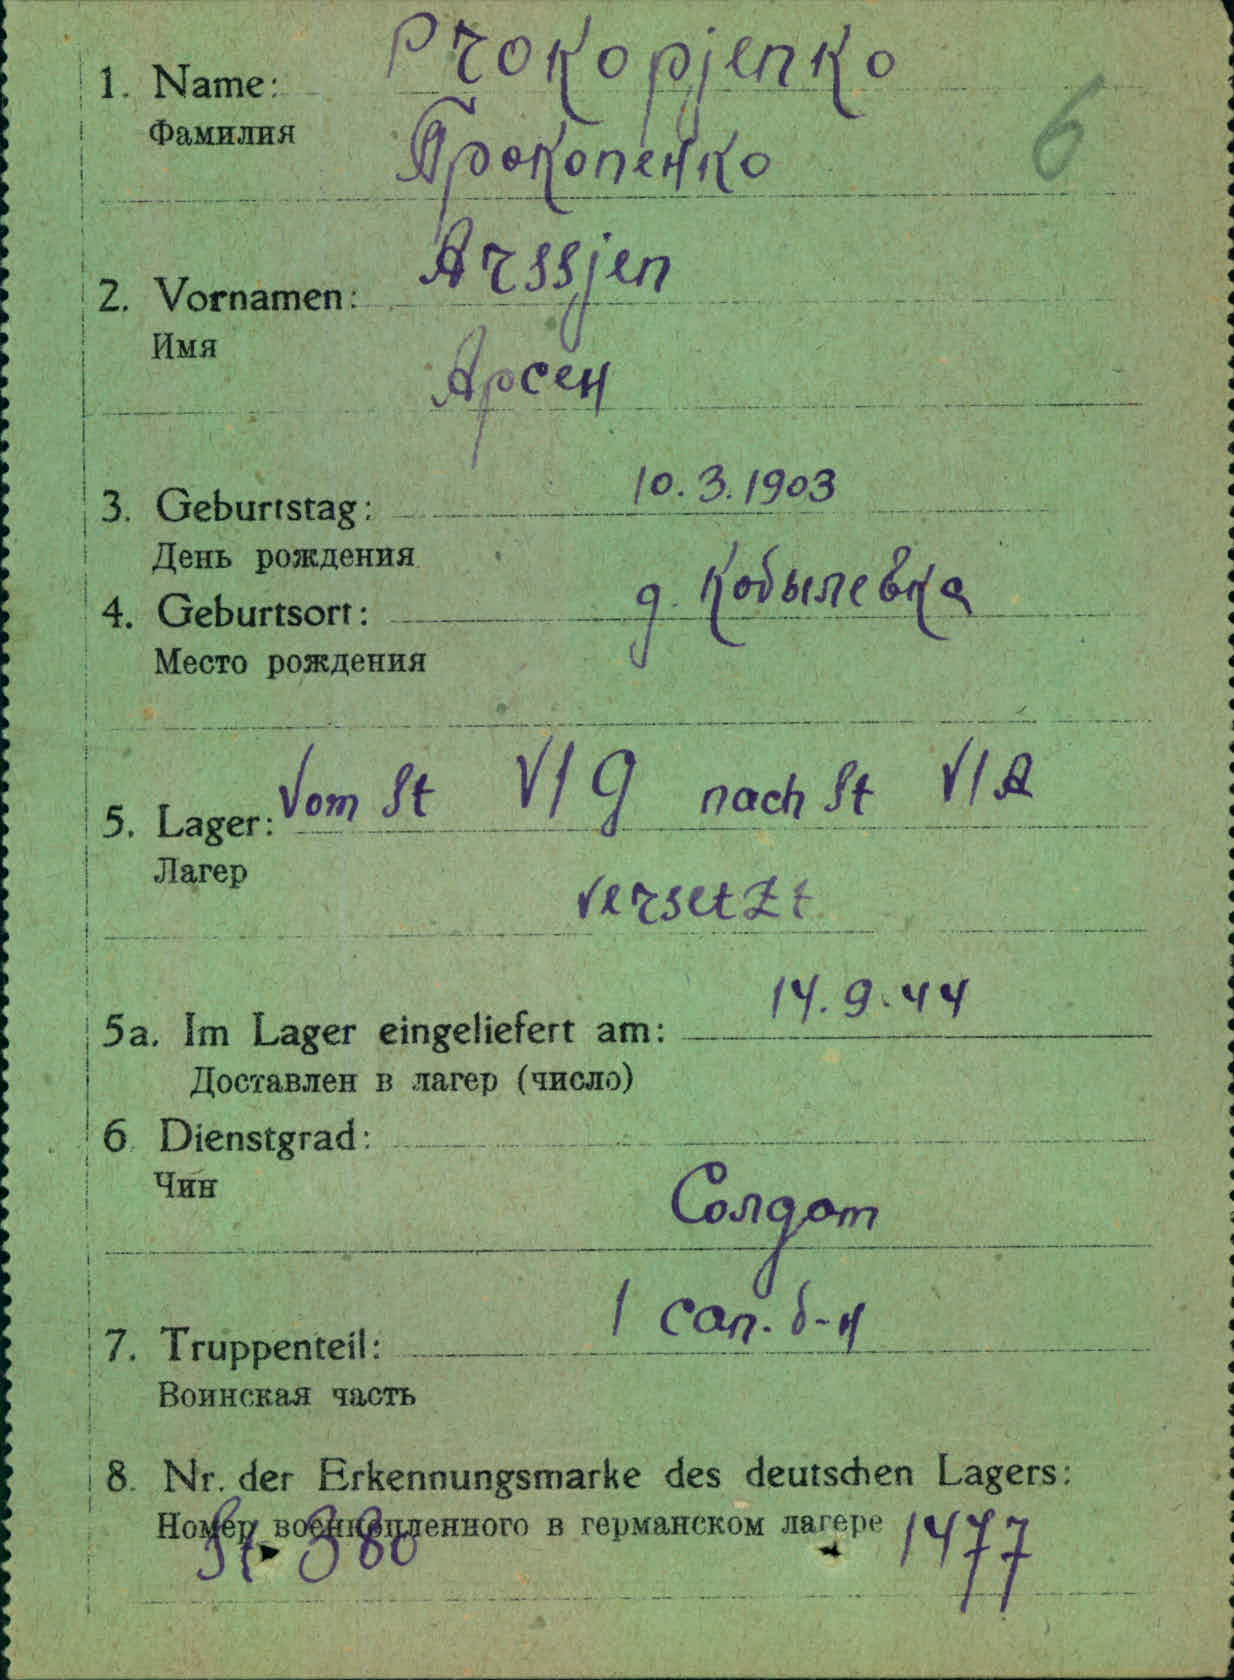 Prokopjenko
1. Name:
Фамилия
Прокопенко
6
Arssjen
2. Vornamen:
Имя
Арсен
3. Geburtstag: 10.3.1903
День рождения
4. Geburtsort: д. Кобылевка
Место рождения
5. Lager: Vom St VI G nach St VI A
Лагер
versetzt
5a. Im Lager eingeliefert am: 14.9.44
Доставлен в лагер (число)
6 Dienstgrad:
Чин
Солдат
7. Truppenteil: 1 сап. б-н
Воинская часть
8. Nr. der Erkennungsmarke des deutschen Lagers:
Номер военнопленного в германском лагере
St. 380 1477